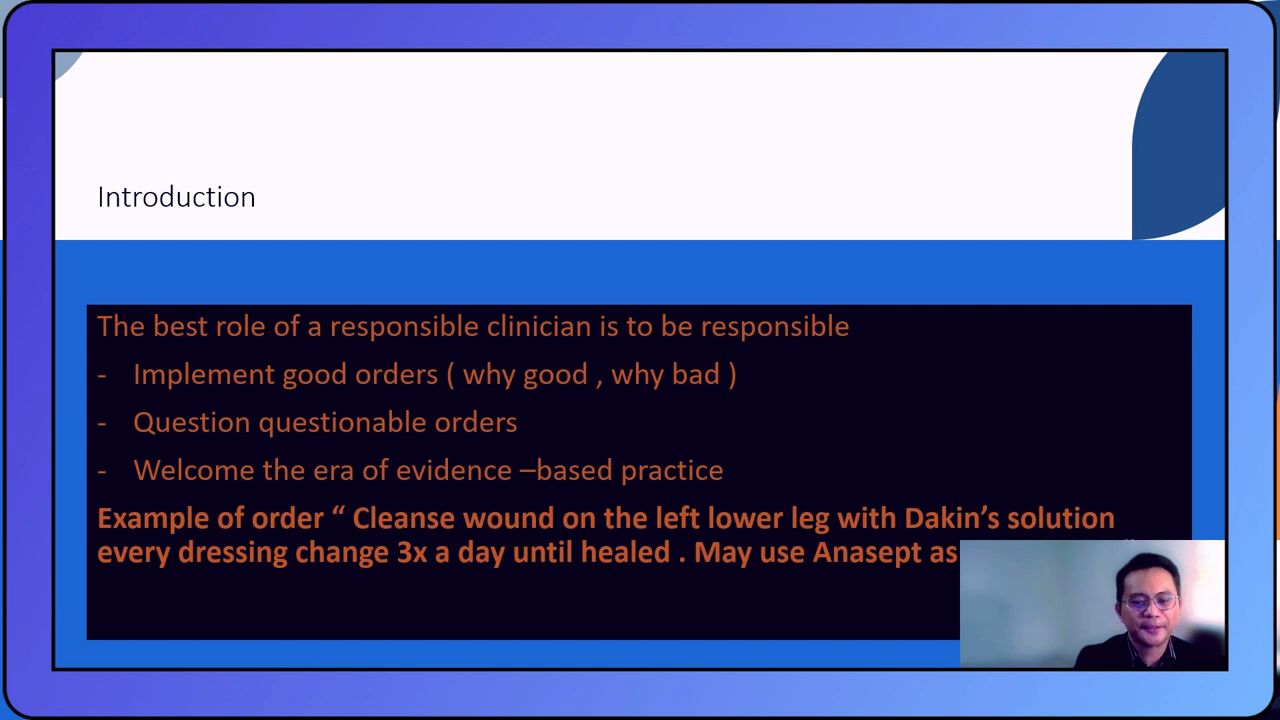 Introduction
The best role of a responsible clinician is to be responsible
- Implement good orders ( why good , why bad )
- Question questionable orders
- Welcome the era of evidence –based practice
Example of order “ Cleanse wound on the left lower leg with Dakin’s solution
every dressing change 3x a day until healed . May use Anasept as